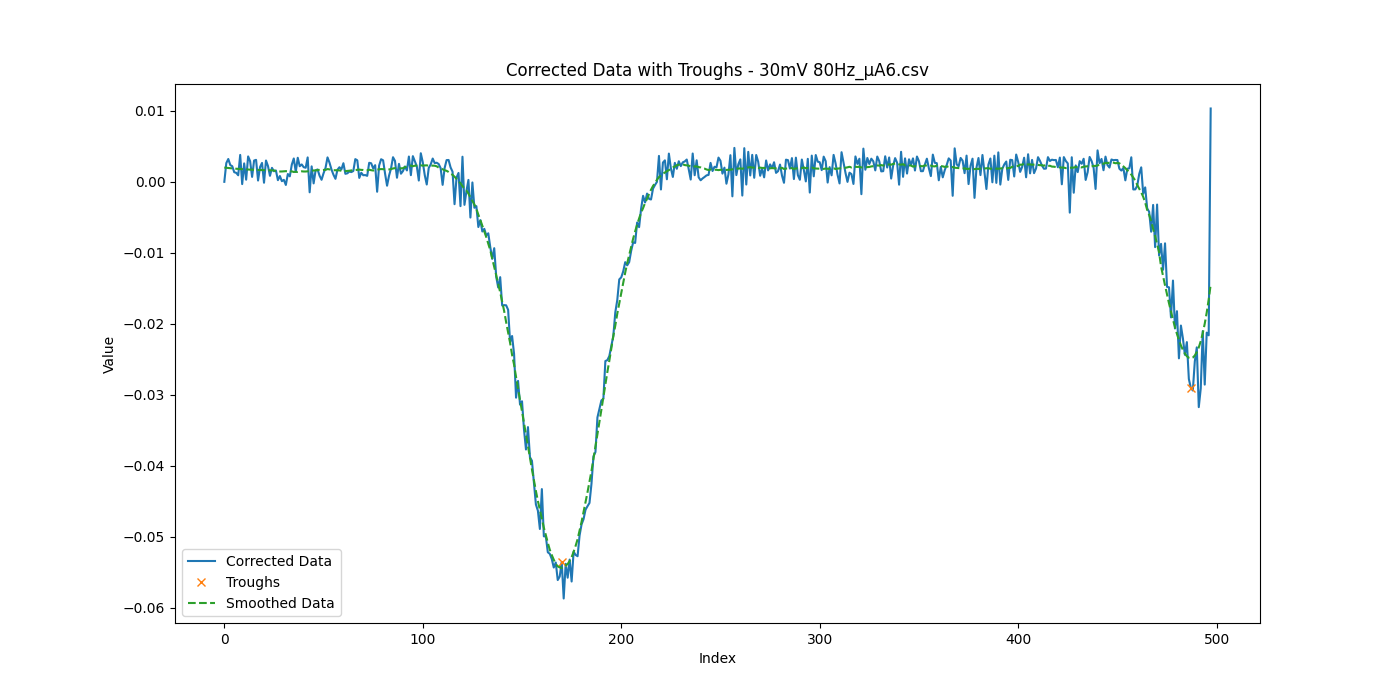 Corrected Data with Troughs - 30mV 80Hz_μA6.csv
Value
0.01
0.00
−0.01
−0.02
−0.03
−0.04
−0.05
−0.06
Corrected Data
Troughs
Smoothed Data
0 100 200 300 400 500
Index